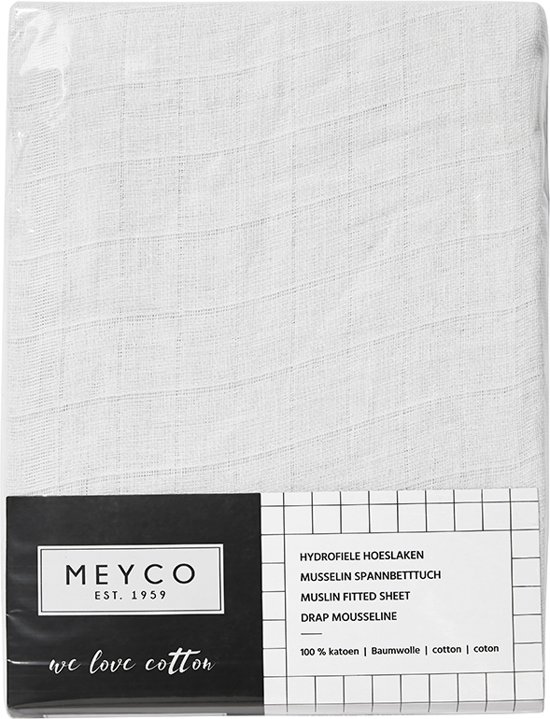 MEYCO
EST. 1959
we love cotton
HYDROFIELE HOESLAKEN
MUSSELIN SPANNBETTTUCH
MUSLIN FITTED SHEET
DRAP MOUSSELINE
100 % katoen | Baumwolle | cotton | coton